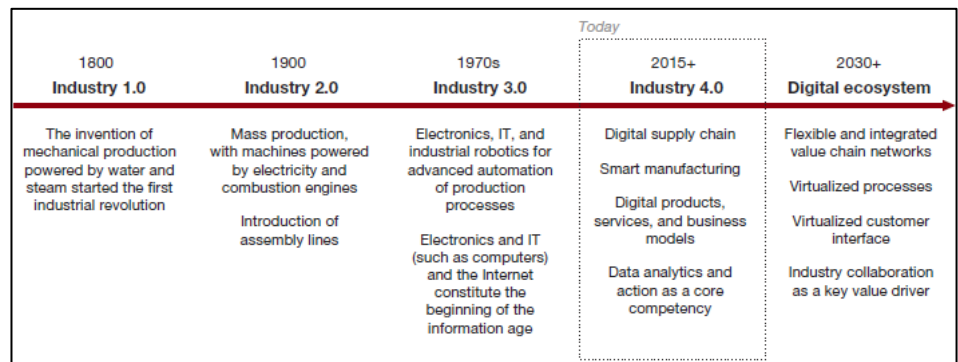 Today
1800
Industry 1.0
The invention of
mechanical production
powered by water and
steam started the first
industrial revolution
1900
Industry 2.0
Mass production,
with machines powered
by electricity and
combustion engines
Introduction of
assembly lines
1970s
Industry 3.0
Electronics, IT, and
industrial robotics for
advanced automation
of production
processes
Electronics and IT
(such as computers)
and the Internet
constitute the
beginning of the
information age
2015+
Industry 4.0
Digital supply chain
Smart manufacturing
Digital products,
services, and business
models
Data analytics and
action as a core
competency
2030+
Digital ecosystem
Flexible and integrated
value chain networks
Virtualized processes
Virtualized customer
interface
Industry collaboration
as a key value driver